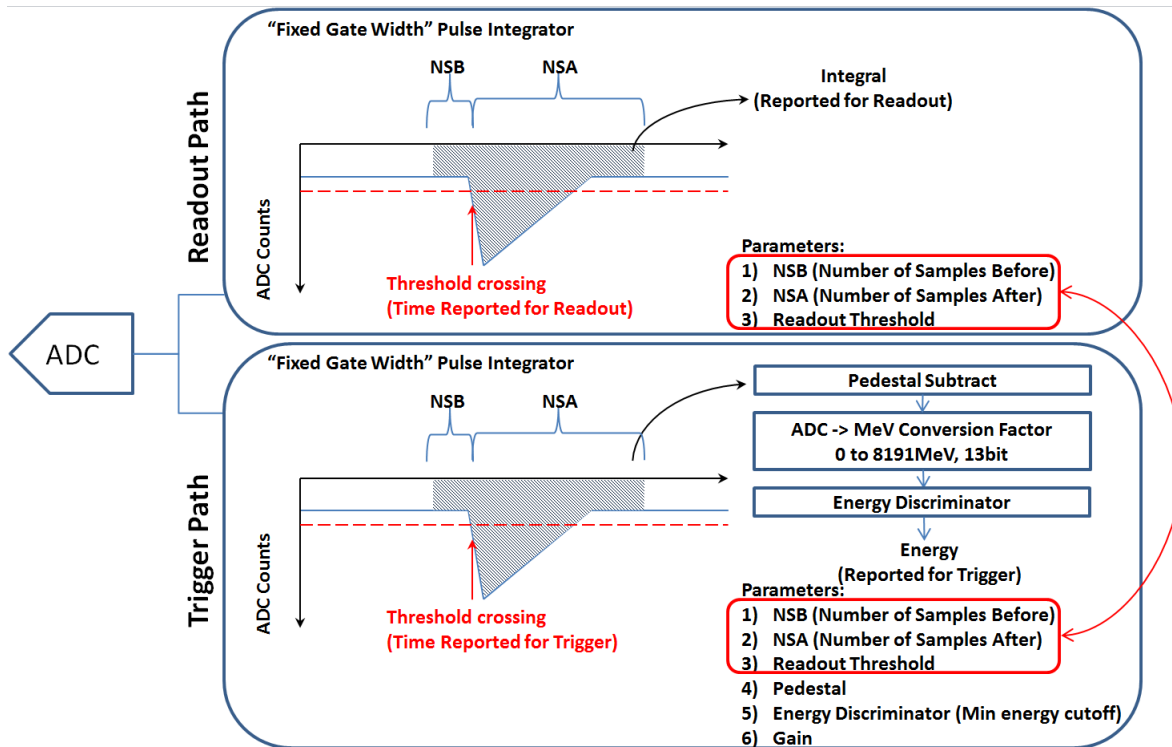 “Fixed Gate Width” Pulse Integrator
NSB
NSA
Integral
(Reported for Readout)
Readout Path
ADC Counts
Threshold crossing
(Time Reported for Readout)
Parameters:
1) NSB (Number of Samples Before)
2) NSA (Number of Samples After)
3) Readout Threshold
ADC
“Fixed Gate Width” Pulse Integrator
NSB
NSA
Pedestal Subtract
ADC -> MeV Conversion Factor
0 to 8191MeV, 13bit
Energy Discriminator
Energy
(Reported for Trigger)
Trigger Path
ADC Counts
Threshold crossing
(Time Reported for Trigger)
Parameters:
1) NSB (Number of Samples Before)
2) NSA (Number of Samples After)
3) Readout Threshold
4) Pedestal
5) Energy Discriminator (Min energy cutoff)
6) Gain